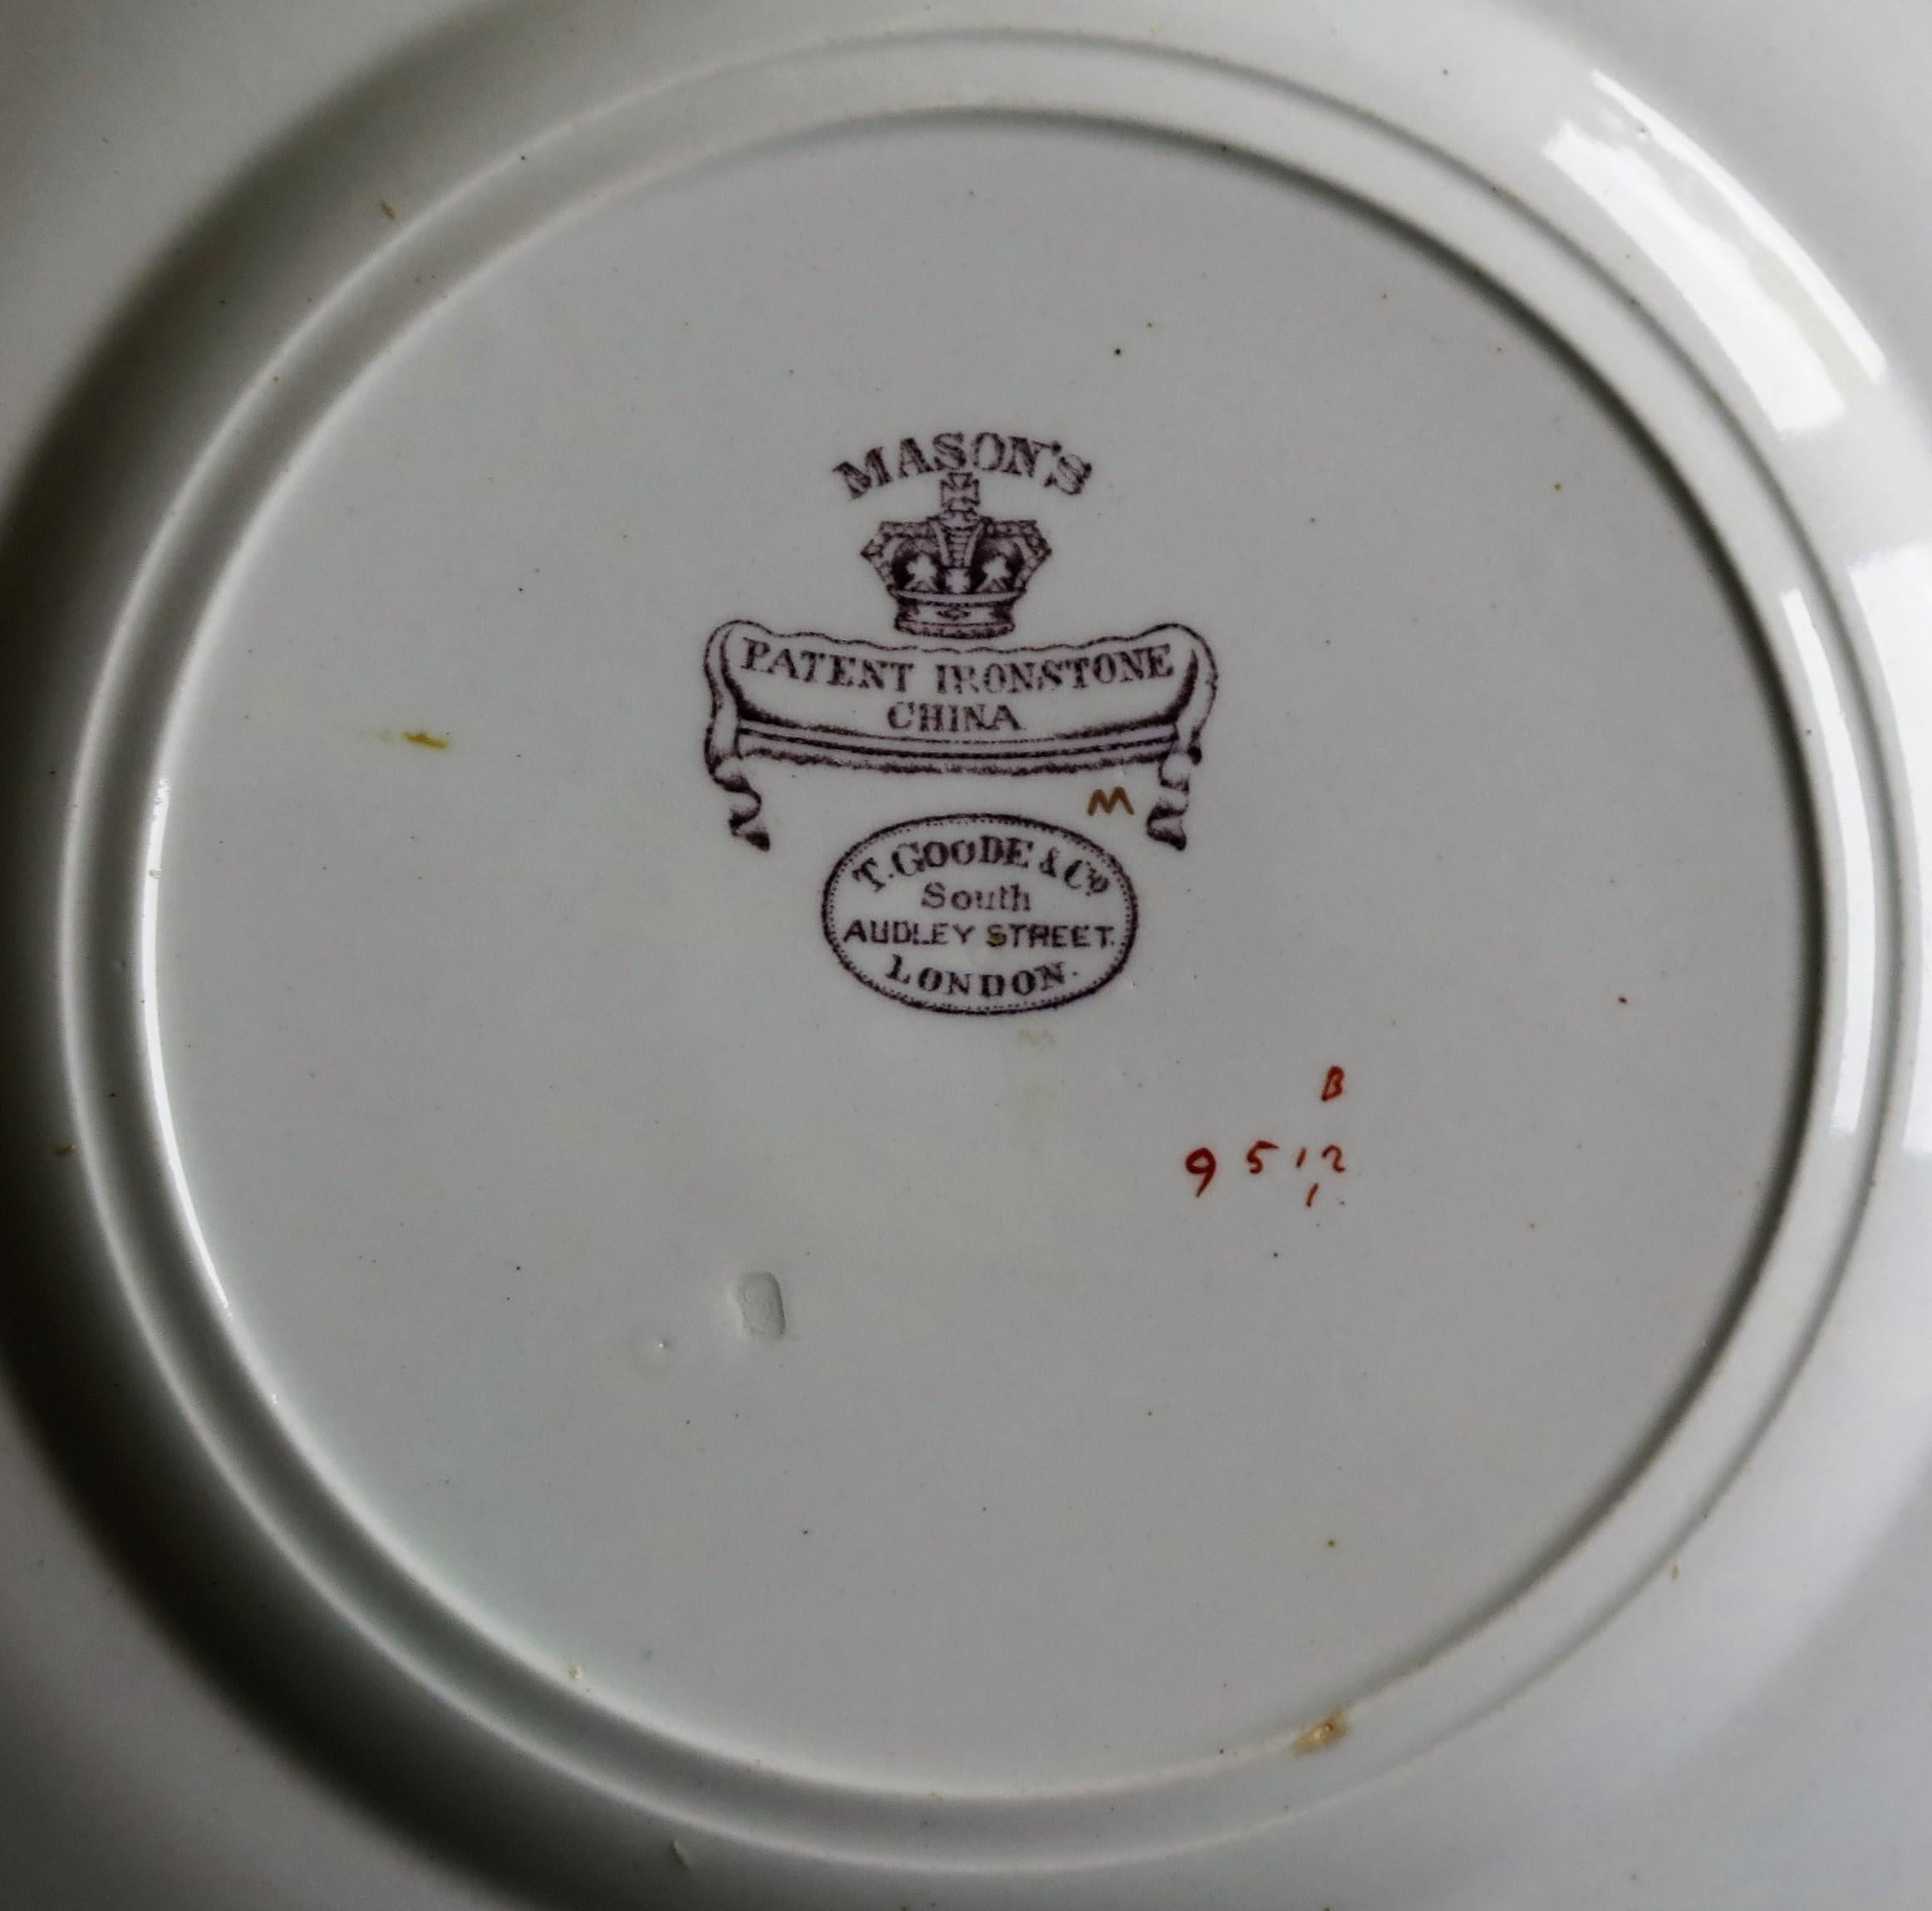 MASON'S
PATENT IRONSTONE
CHINA
M
T. GOODE & Co
South
AUDLEY STREET.
LONDON.
M
B
9512
1